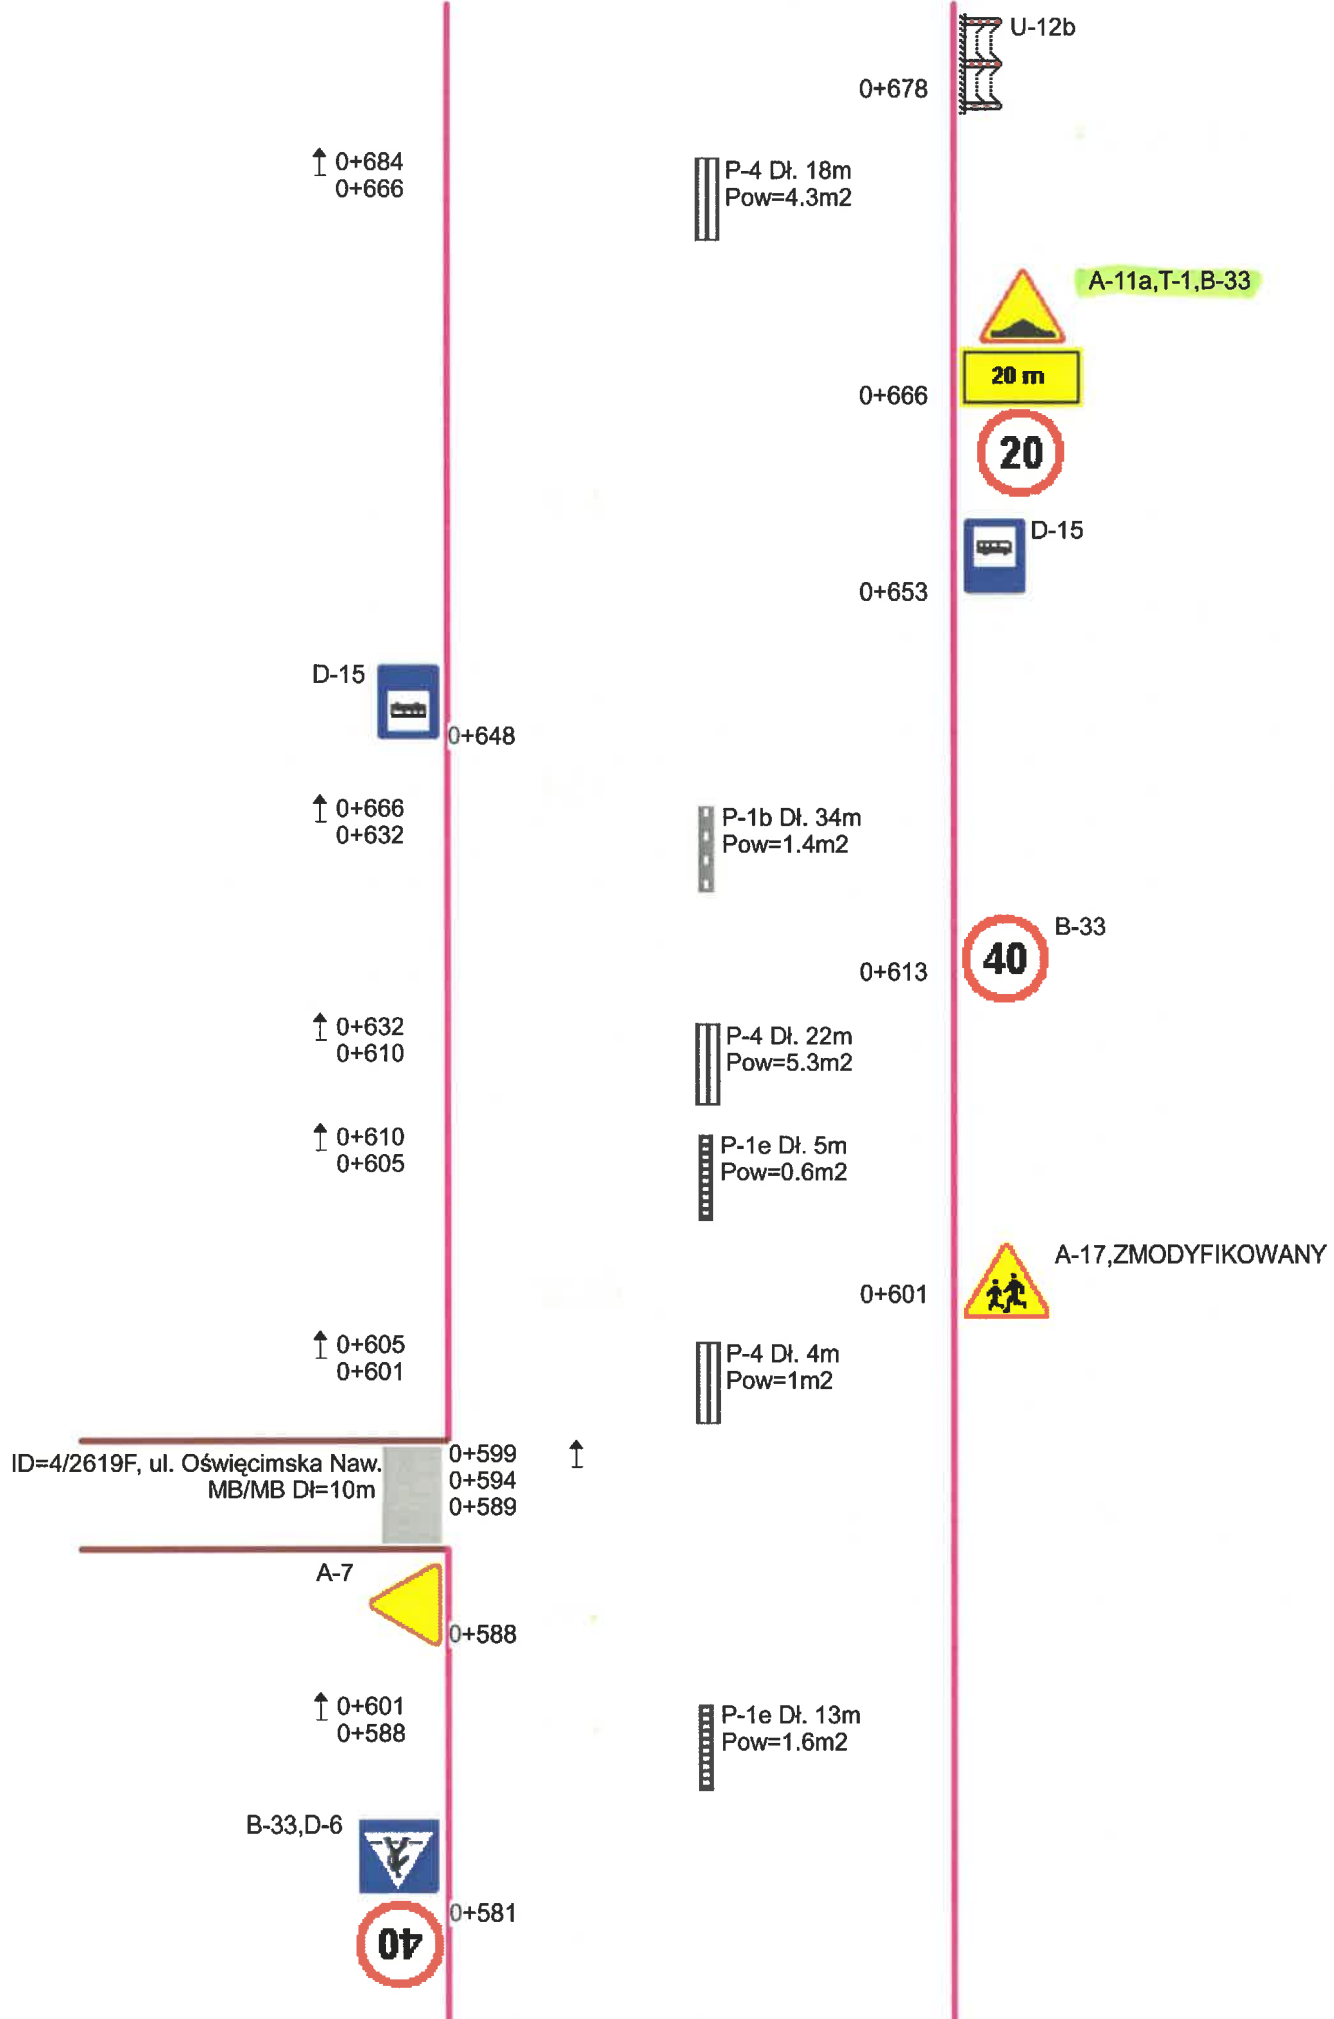 U-12b
0+678
0+684
0+666
P-4 Dł. 18m
Pow=4.3m2
A-11a,T-1,B-33
20 m
0+666
20
D-15
0+653
D-15
0+648
0+666
0+632
P-1b Dł. 34m
Pow=1.4m2
B-33
40
0+613
0+632
0+610
P-4 Dł. 22m
Pow=5.3m2
0+610
0+605
P-1e Dł. 5m
Pow=0.6m2
A-17,ZMODYFIKOWANY
0+601
0+605
0+601
P-4 Dł. 4m
Pow=1m2
ID=4/2619F, ul. Oświęcimska Naw.
MB/MB Dł=10m
0+599
0+594
0+589
A-7
0+588
0+601
0+588
P-1e Dł. 13m
Pow=1.6m2
B-33,D-6
0+581
40